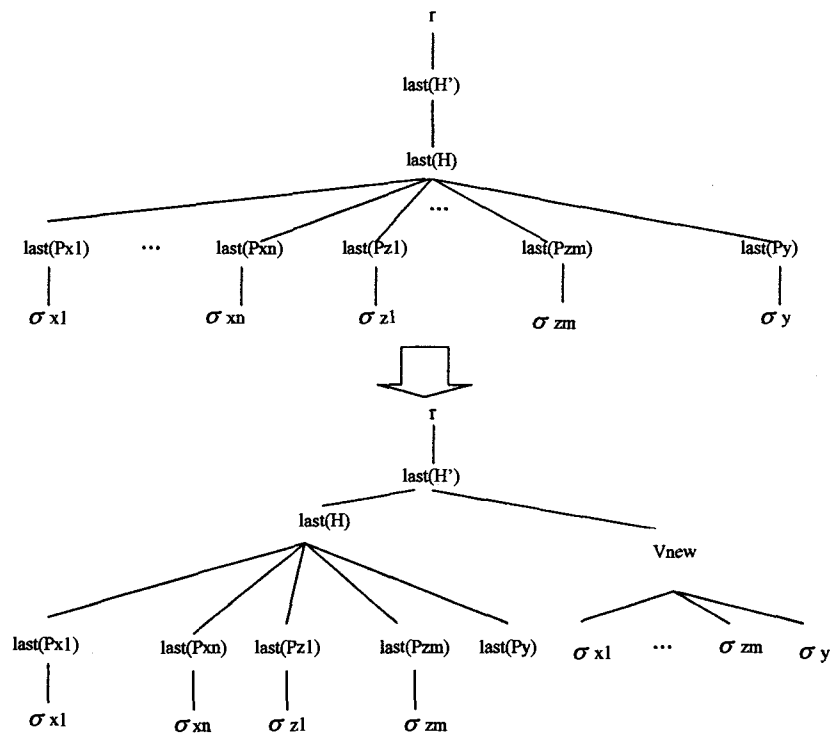 r
last(H')
last(H)
...
last(Px1) ... last(Pxn) last(Pz1) last(Pzm) last(Py)
σ x1 σ xn σ z1 σ zm σ y
r
last(H')
last(H)
Vnew
last(Px1) last(Pxn) last(Pz1) last(Pzm) last(Py) σ x1 ... σ zm σ y
σ x1 σ xn σ z1 σ zm